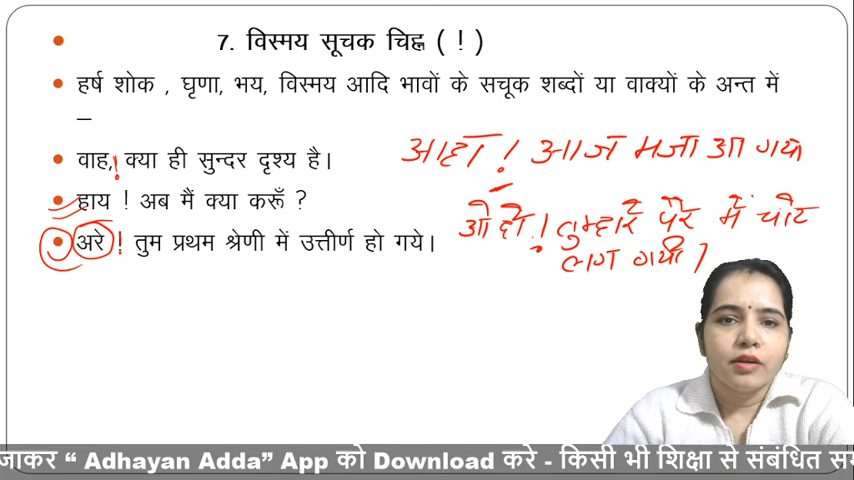 7. विस्मय सूचक चिह्न ( ! )
हर्ष शोक , घृणा, भय, विस्मय आदि भावों के सचूक शब्दों या वाक्यों के अन्त में
–
वाह,! क्या ही सुन्दर दृश्य है।
हाय ! अब मैं क्या करूँ ?
अरे ! तुम प्रथम श्रेणी में उत्तीर्ण हो गये।
आहा ! आज मजा आ गया
ओहो ! तुम्हारे पैर में चोट
लग गयी।
जाकर “ Adhayan Adda” App को Download करे - किसी भी शिक्षा से संबंधित